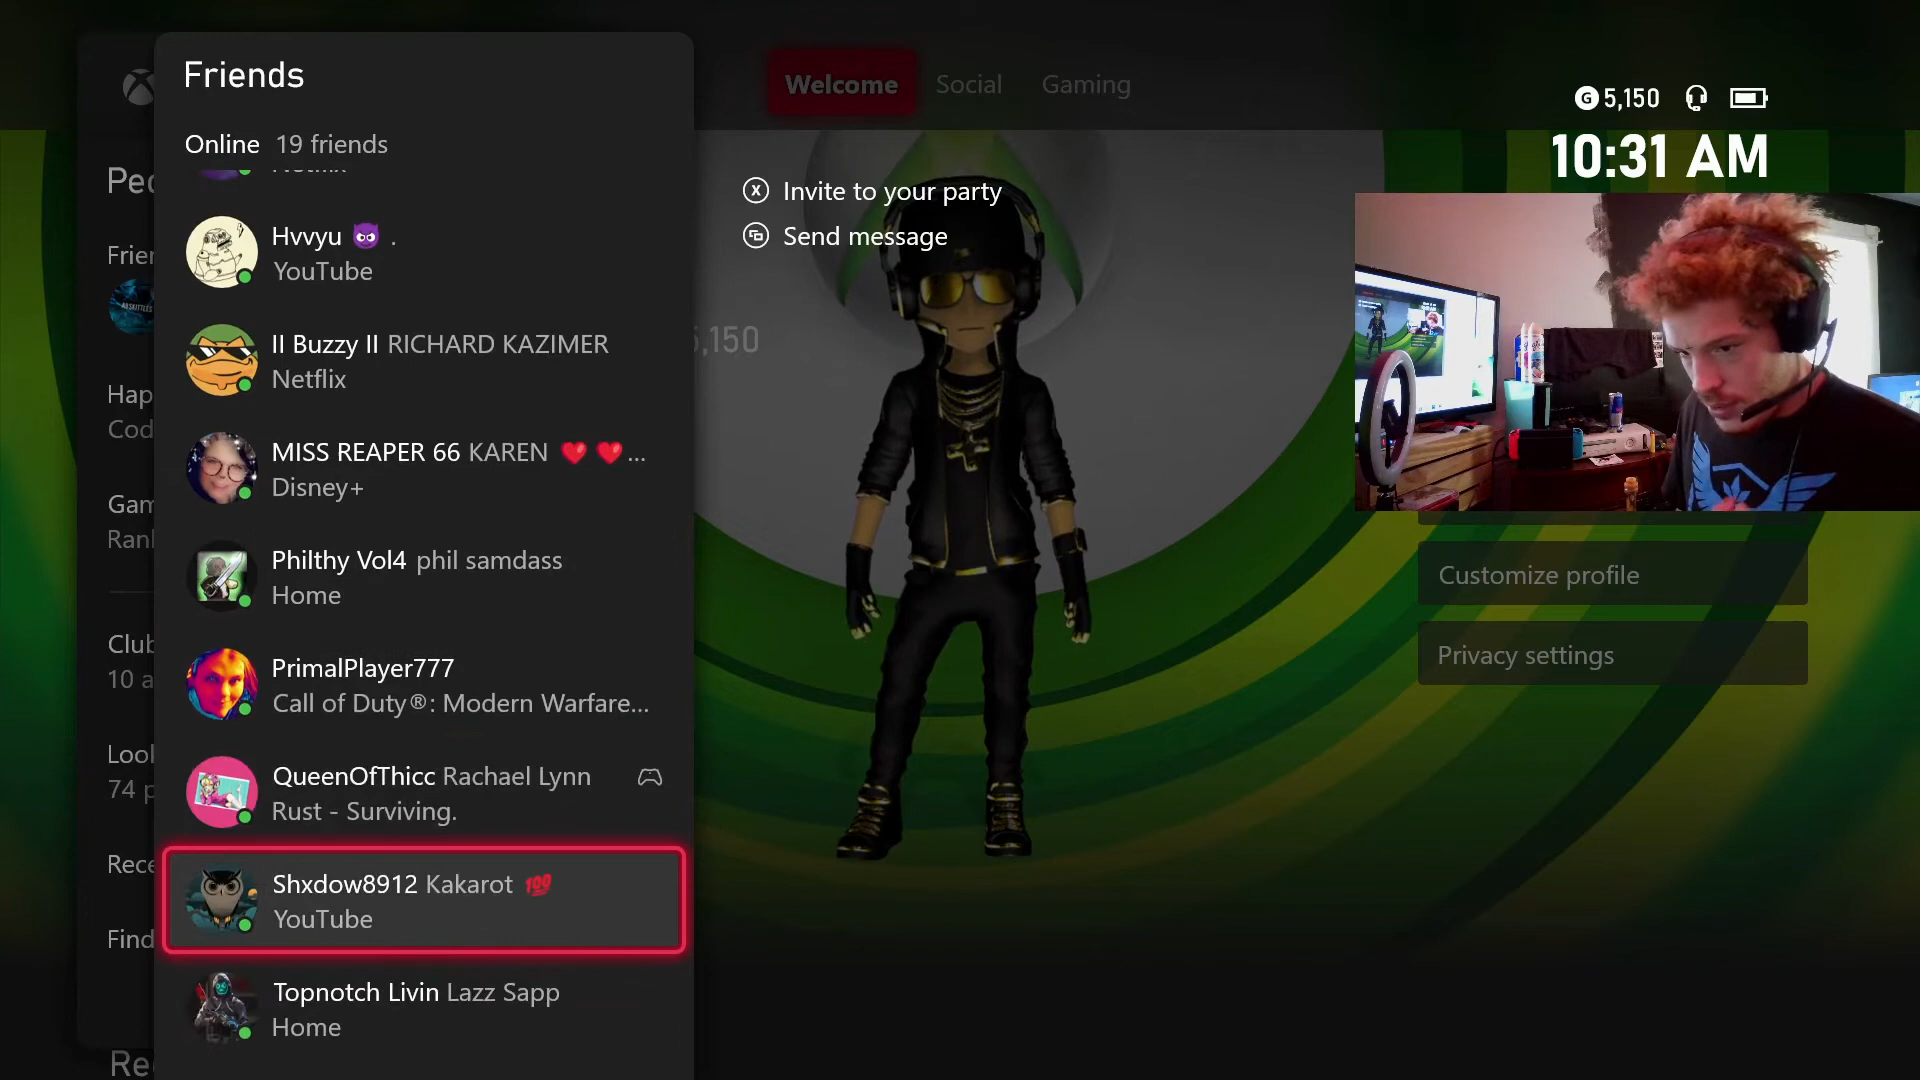 Friends
Online 19 friends
Hvvyu 😈 .
YouTube
II Buzzy II RICHARD KAZIMER
Netflix
MISS REAPER 66 KAREN ❤️ ❤️ ...
Disney+
Philthy Vol4 phil samdass
Home
PrimalPlayer777
Call of Duty®: Modern Warfare...
QueenOfThicc Rachael Lynn
Rust - Surviving.
Shxdow8912 Kakarot 💯
YouTube
Topnotch Livin Lazz Sapp
Home
Welcome Social Gaming
Invite to your party
Send message
5,150
G 5,150
10:31 AM
Customize profile
Privacy settings